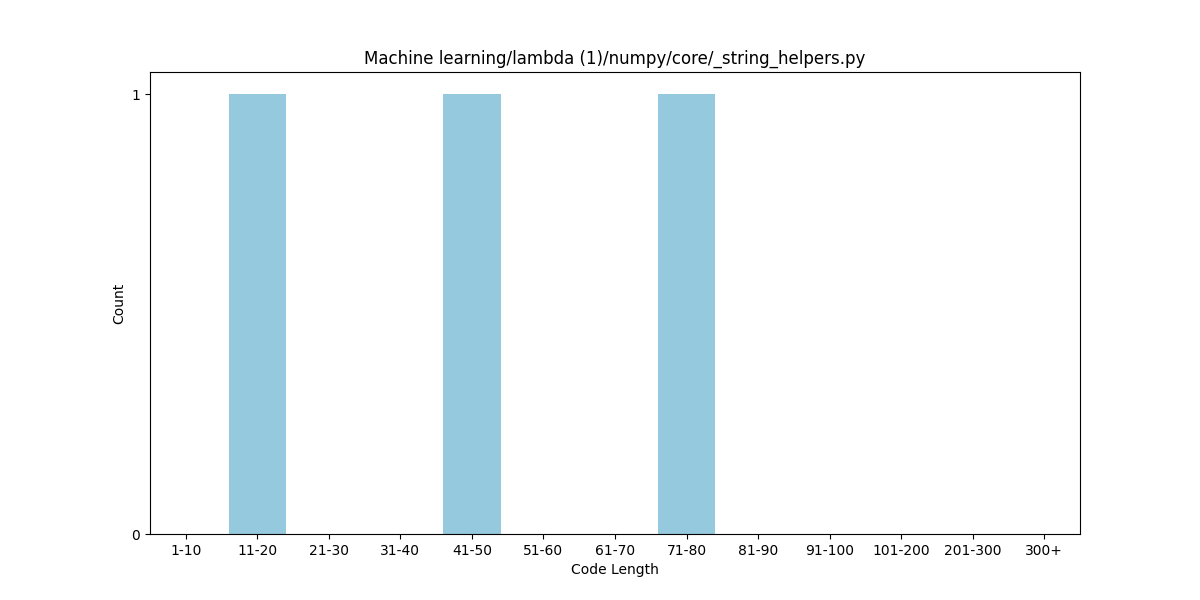 Machine learning/lambda (1)/numpy/core/_string_helpers.py
1
Count
0
1-10 11-20 21-30 31-40 41-50 51-60 61-70 71-80 81-90 91-100 101-200 201-300 300+
Code Length